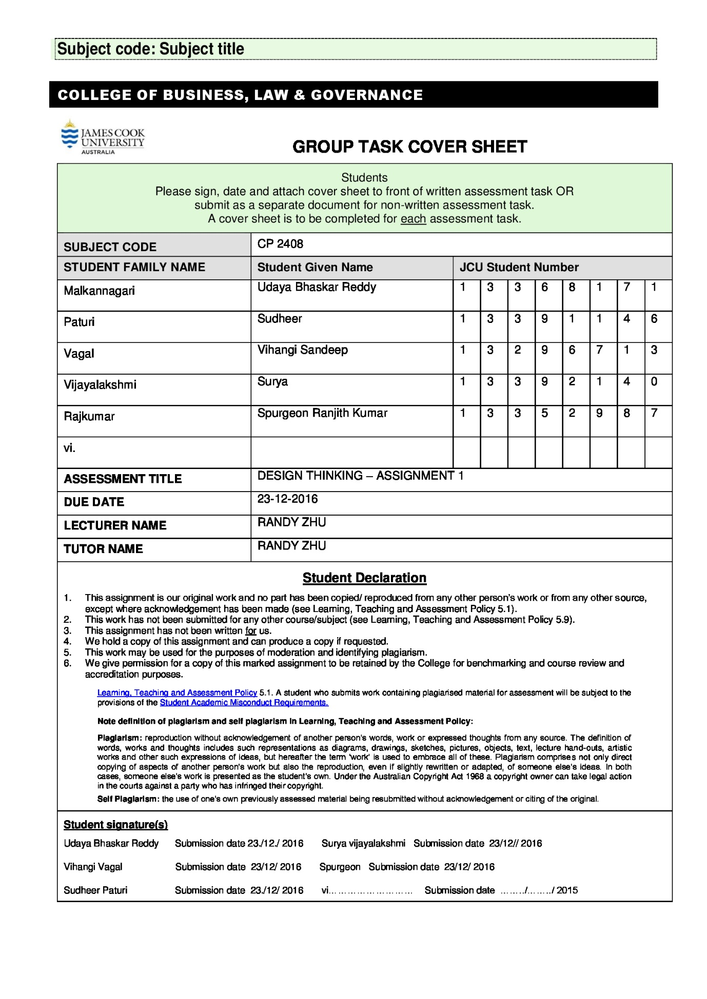 Subject code: Subject title
COLLEGE OF BUSINESS, LAW & GOVERNANCE
JAMES COOK
UNIVERSITY
AUSTRALIA
GROUP TASK COVER SHEET
Students
Please sign, date and attach cover sheet to front of written assessment task OR
submit as a separate document for non-written assessment task.
A cover sheet is to be completed for each assessment task.
SUBJECT CODE CP 2408
STUDENT FAMILY NAME Student Given Name JCU Student Number
Malkannagari Udaya Bhaskar Reddy 1 3 3 6 8 1 7 1
Paturi Sudheer 1 3 3 9 1 1 4 6
Vagal Vihangi Sandeep 1 3 2 9 6 7 1 3
Vijayalakshmi Surya 1 3 3 9 2 1 4 0
Rajkumar Spurgeon Ranjith Kumar 1 3 3 5 2 9 8 7
vi.
ASSESSMENT TITLE DESIGN THINKING – ASSIGNMENT 1
DUE DATE 23-12-2016
LECTURER NAME RANDY ZHU
TUTOR NAME RANDY ZHU
Student Declaration
1. This assignment is our original work and no part has been copied/ reproduced from any other person's work or from any other source,
except where acknowledgement has been made (see Learning, Teaching and Assessment Policy 5.1).
2. This work has not been submitted for any other course/subject (see Learning, Teaching and Assessment Policy 5.9).
3. This assignment has not been written for us.
4. We hold a copy of this assignment and can produce a copy if requested.
5. This work may be used for the purposes of moderation and identifying plagiarism.
6. We give permission for a copy of this marked assignment to be retained by the College for benchmarking and course review and
accreditation purposes.
Learning, Teaching and Assessment Policy 5.1. A student who submits work containing plagiarised material for assessment will be subject to the
provisions of the Student Academic Misconduct Requirements.
Note definition of plagiarism and self plagiarism in Learning, Teaching and Assessment Policy:
Plagiarism: reproduction without acknowledgement of another person's words, work or expressed thoughts from any source. The definition of
words, works and thoughts includes such representations as diagrams, drawings, sketches, pictures, objects, text, lecture hand-outs, artistic
works and other such expressions of ideas, but hereafter the term 'work' is used to embrace all of these. Plagiarism comprises not only direct
copying of aspects of another person's work but also the reproduction, even if slightly rewritten or adapted, of someone else's ideas. In both
cases, someone else's work is presented as the student's own. Under the Australian Copyright Act 1968 a copyright owner can take legal action
in the courts against a party who has infringed their copyright.
Self Plagiarism: the use of one's own previously assessed material being resubmitted without acknowledgement or citing of the original.
Student signature(s)
Udaya Bhaskar Reddy Submission date 23./12./ 2016 Surya vijayalakshmi Submission date 23/12// 2016
Vihangi Vagal Submission date 23/12/ 2016 Spurgeon Submission date 23/12/ 2016
Sudheer Paturi Submission date 23./12/ 2016 vi……………………… Submission date ……../……../ 2015